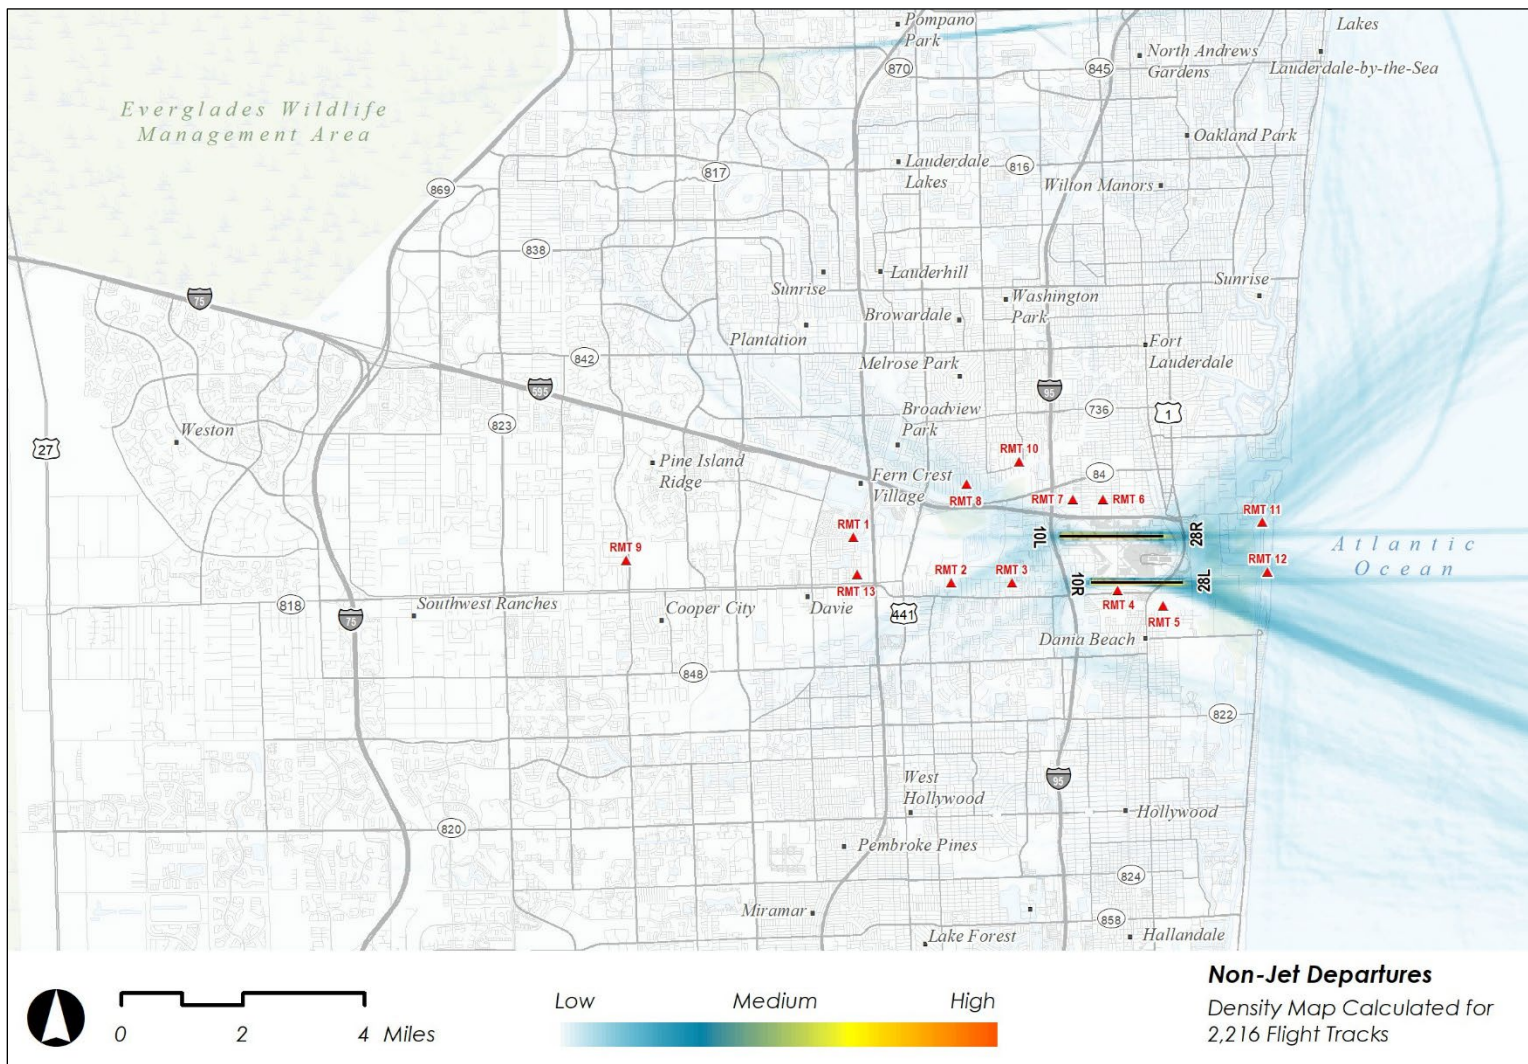 Pompano
Park
Lakes
870
845
North Andrews
Gardens
Lauderdale-by-the-Sea
Everglades Wildlife
Management Area
Oakland Park
Lauderdale
Lakes
816
817
869
Wilton Manors
838
75
Sunrise
Lauderhill
Washington
Park
Sunrise
Browardale
Plantation
Fort
Lauderdale
842
Melrose Park
595
95
736
1
823
Broadview
Park
Weston
27
Pine Island
Ridge
RMT 10
84
Fern Crest
Village
RMT 8
RMT 7
RMT 6
RMT 11
RMT 1
10L
28R
Atlantic
Ocean
RMT 9
RMT 2
RMT 3
RMT 12
10R
28L
RMT 13
RMT 4
818
Southwest Ranches
Cooper City
Davie
441
75
RMT 5
Dania Beach
848
822
95
West
Hollywood
Hollywood
820
Pembroke Pines
824
Miramar
858
Lake Forest
Hallandale
0 2 4 Miles
Low Medium High
Non-Jet Departures
Density Map Calculated for
2,216 Flight Tracks